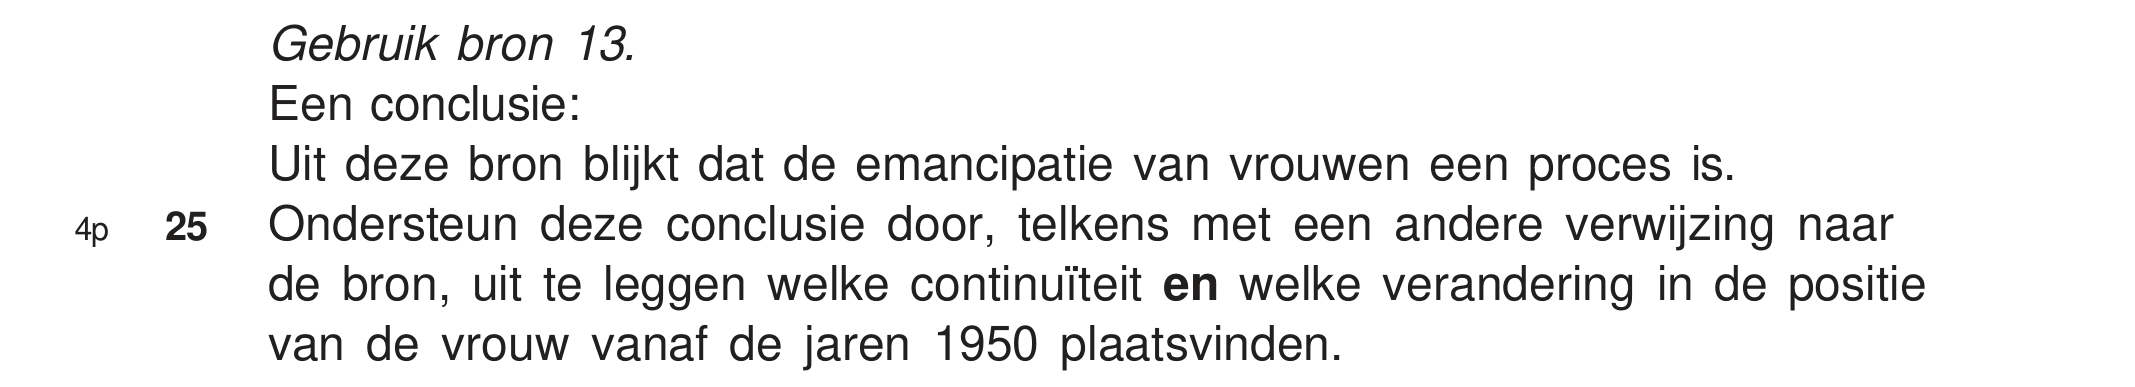 Gebruik bron 13.
Een conclusie:
Uit deze bron blijkt dat de emancipatie van vrouwen een proces is.
4p 25 Ondersteun deze conclusie door, telkens met een andere verwijzing naar
de bron, uit te leggen welke continuïteit en welke verandering in de positie
van de vrouw vanaf de jaren 1950 plaatsvinden.